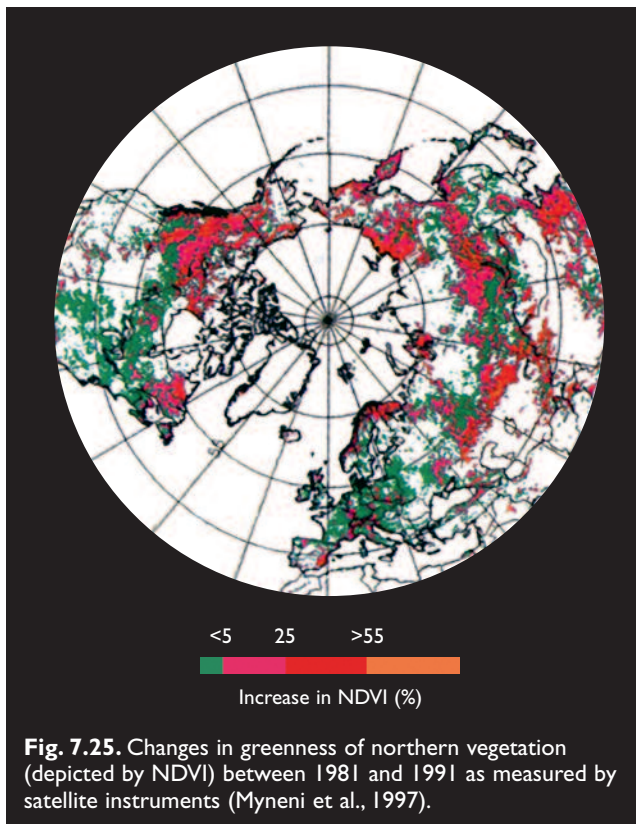 <5 25 >55
Increase in NDVI (%)
Fig. 7.25. Changes in greenness of northern vegetation
(depicted by NDVI) between 1981 and 1991 as measured by
satellite instruments (Myneni et al., 1997).